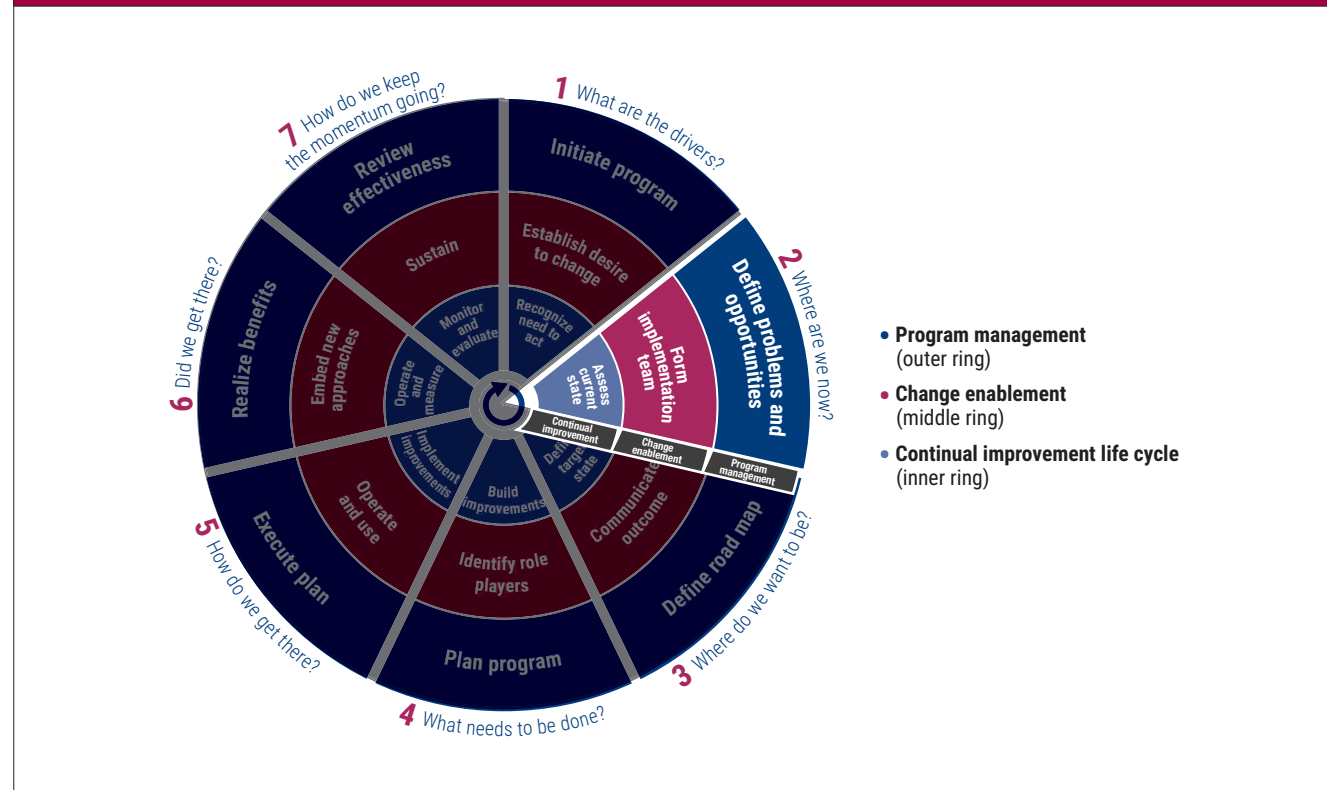 1 What are the drivers?
Initiate program
Establish desire
to change
Recognize
need to
act
2 Where are we now?
Define problems and
opportunities
Form
implementation
team
Assess
current
state
Continual
improvement
Change
enablement
Program
management
3 Where do we want to be?
Define road map
Communicate
outcome
target
state
4 What needs to be done?
Plan program
Identify role
players
Build
improvements
5 How do we get there?
Execute plan
Operate
and use
Implement
improvements
6 Did we get there?
Realize benefits
Embed new
approaches
Operate
and
measure
7 How do we keep
the momentum going?
Review
effectiveness
Sustain
Monitor
and
evaluate
• Program management
(outer ring)
• Change enablement
(middle ring)
• Continual improvement life cycle
(inner ring)